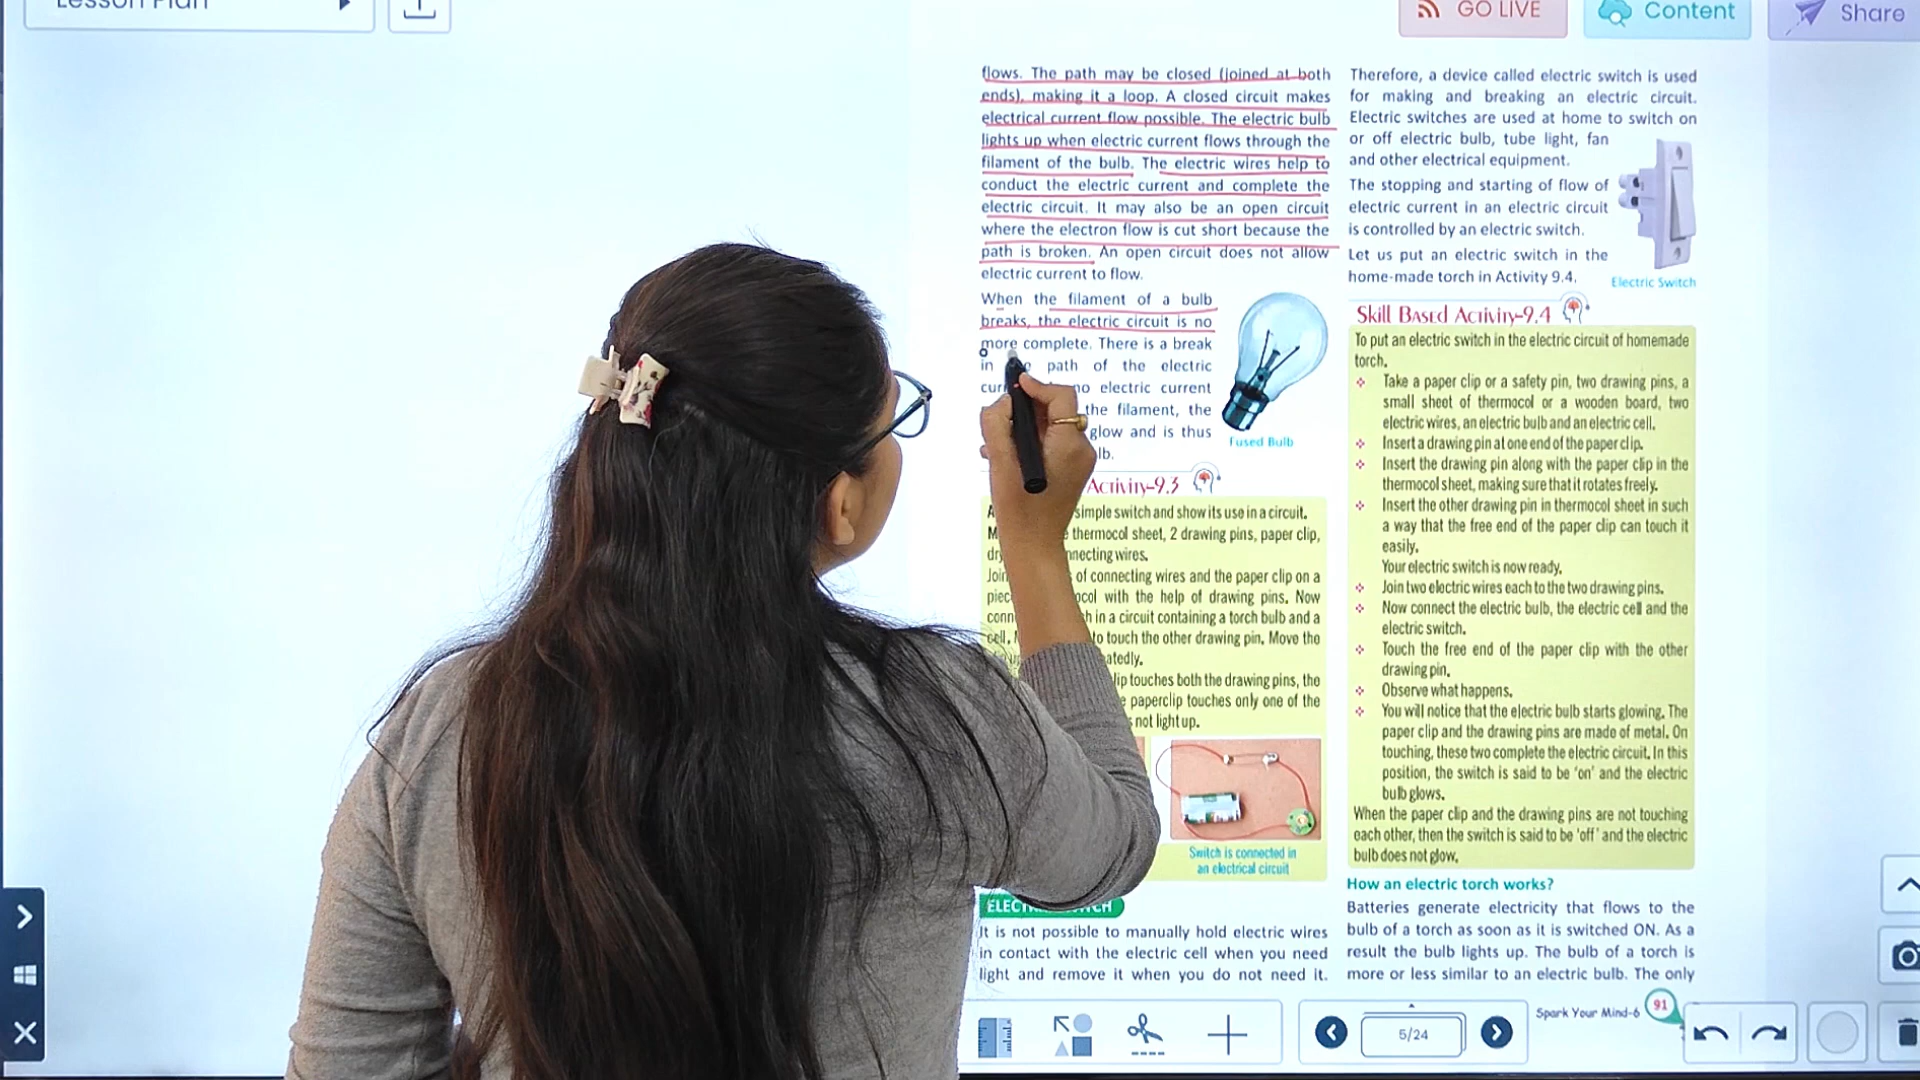 Lesson Plan
GO LIVE
Content
Share
flows. The path may be closed (joined at both
ends), making it a loop. A closed circuit makes
electrical current flow possible. The electric bulb
lights up when electric current flows through the
filament of the bulb. The electric wires help to
conduct the electric current and complete the
electric circuit. It may also be an open circuit
where the electron flow is cut short because the
path is broken. An open circuit does not allow
electric current to flow.
When the filament of a bulb
breaks, the electric circuit is no
more complete. There is a break
in path of the electric
no electric current
the filament, the
glow and is thus
Fused Bulb
Activity-9.3
simple switch and show its use in a circuit.
thermocol sheet, 2 drawing pins, paper clip,
Join of connecting wires and the paper clip on a
with the help of drawing pins. Now
in a circuit containing a torch bulb and a
cell. to touch the other drawing pin. Move the
touches both the drawing pins, the
paperclip touches only one of the
not light up.
Switch is connected in
an electrical circuit
It is not possible to manually hold electric wires
in contact with the electric cell when you need
light and remove it when you do not need it.
Therefore, a device called electric switch is used
for making and breaking an electric circuit.
Electric switches are used at home to switch on
or off electric bulb, tube light, fan
and other electrical equipment.
The stopping and starting of flow of
electric current in an electric circuit
is controlled by an electric switch.
Let us put an electric switch in the
home-made torch in Activity 9.4.
Electric Switch
Skill Based Activity-9.4
To put an electric switch in the electric circuit of homemade
torch.
❖ Take a paper clip or a safety pin, two drawing pins, a
small sheet of thermocol or a wooden board, two
electric wires, an electric bulb and an electric cell.
❖ Insert a drawing pin at one end of the paper clip.
❖ Insert the drawing pin along with the paper clip in the
thermocol sheet, making sure that it rotates freely.
❖ Insert the other drawing pin in thermocol sheet in such
a way that the free end of the paper clip can touch it
easily.
Your electric switch is now ready.
❖ Join two electric wires each to the two drawing pins.
❖ Now connect the electric bulb, the electric cell and the
electric switch.
❖ Touch the free end of the paper clip with the other
drawing pin.
❖ Observe what happens.
❖ You will notice that the electric bulb starts glowing. The
paper clip and the drawing pins are made of metal. On
touching, these two complete the electric circuit. In this
position, the switch is said to be 'on' and the electric
bulb glows.
When the paper clip and the drawing pins are not touching
each other, then the switch is said to be 'off' and the electric
bulb does not glow.
How an electric torch works?
Batteries generate electricity that flows to the
bulb of a torch as soon as it is switched ON. As a
result the bulb lights up. The bulb of a torch is
more or less similar to an electric bulb. The only
Spark Your Mind-6
91
5/24